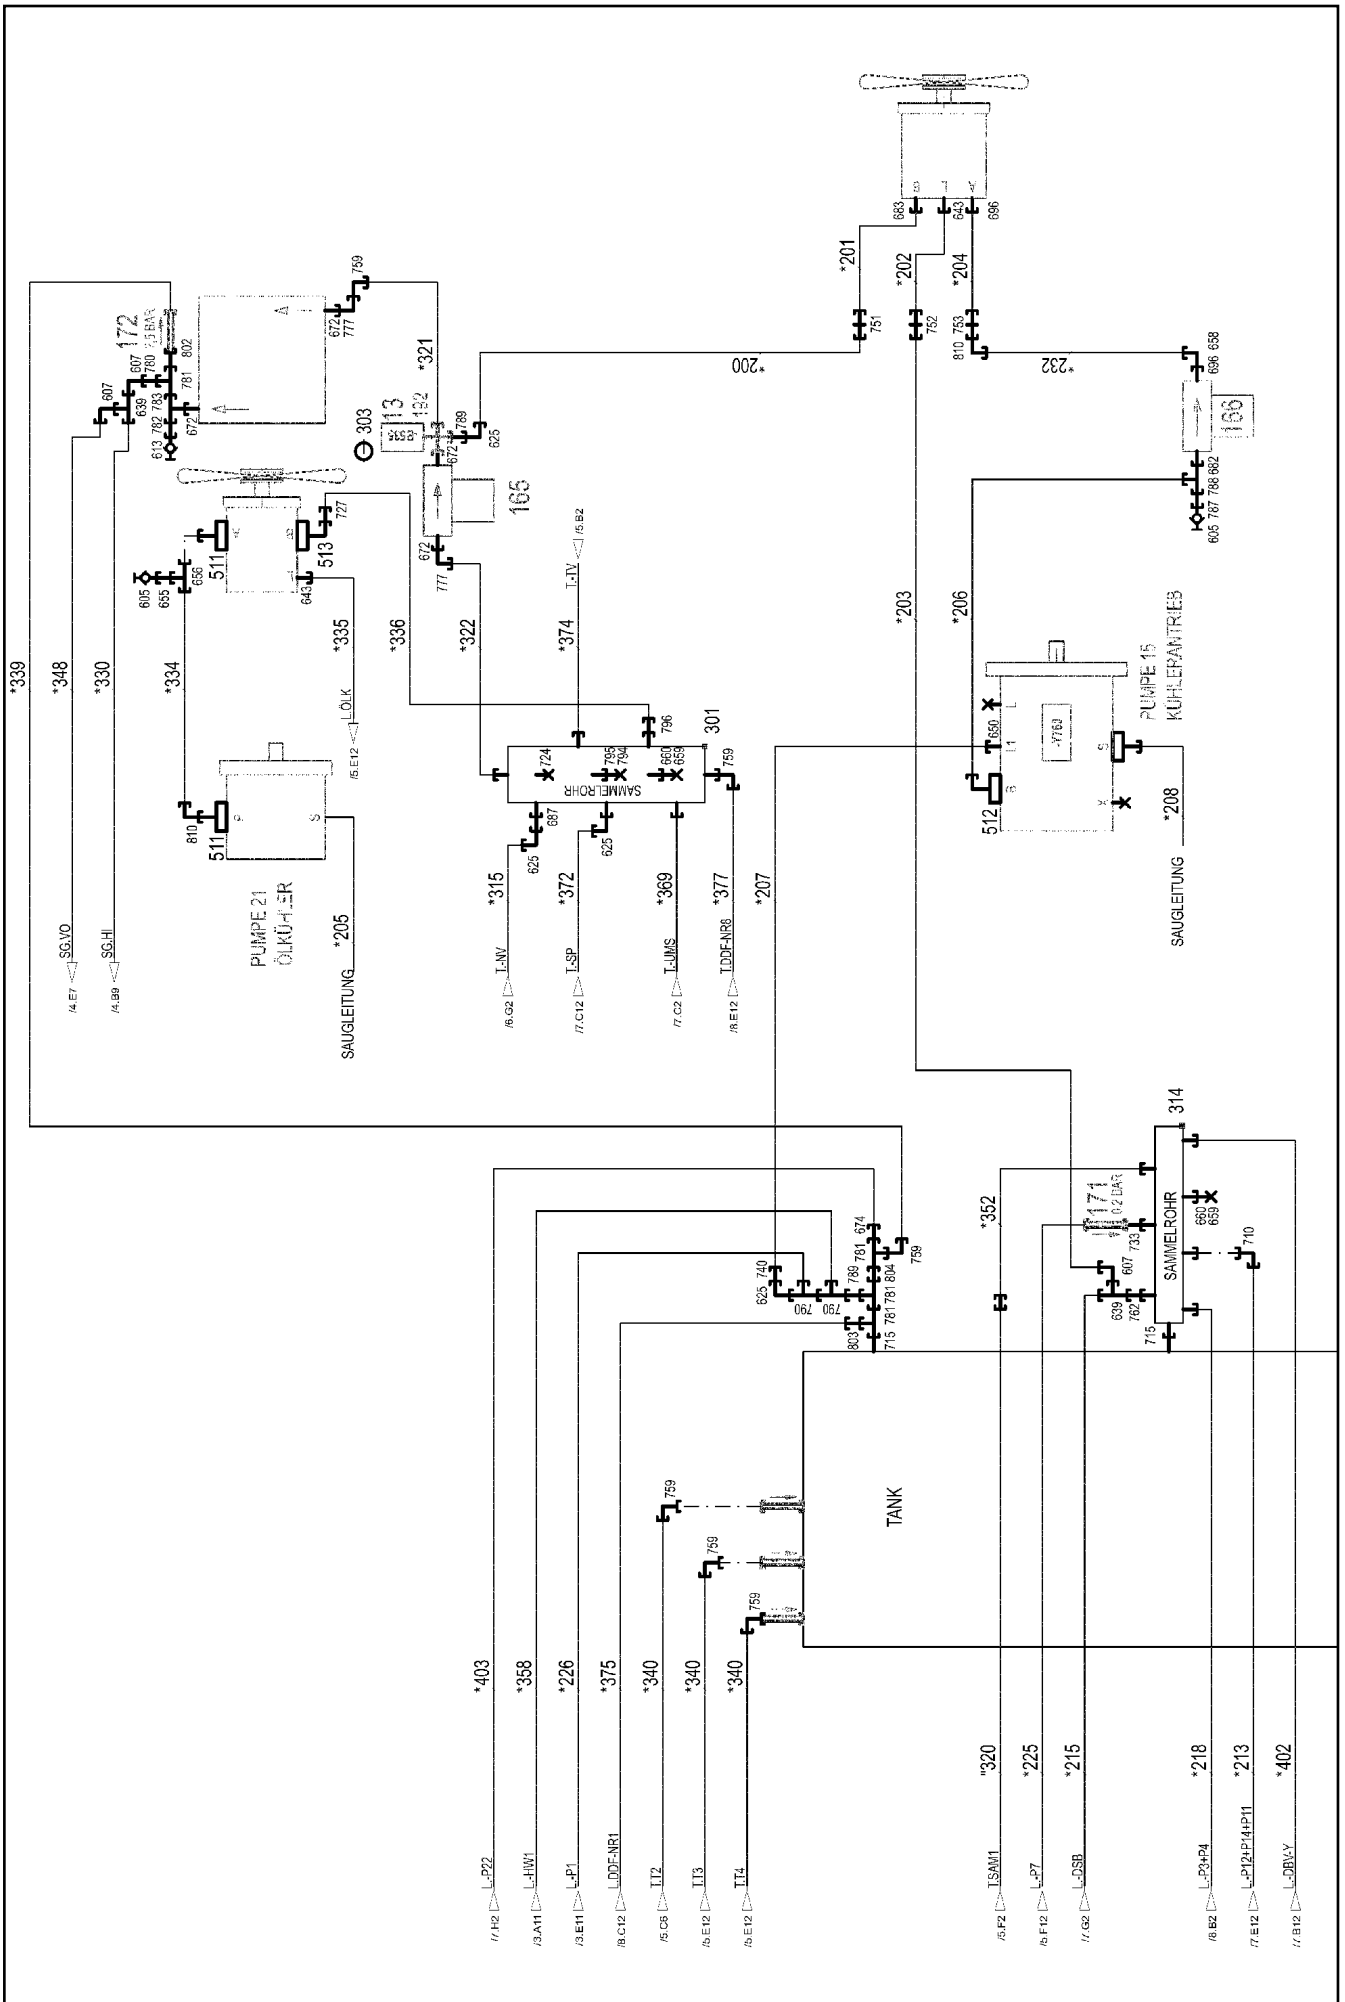 *339
*348
SG.VO
/4.E7
*330
SG.HI
/4.B9
607
607
639
780
172
802
781
783
782
613
672
672
777
759
*321
605
655
656
511
*334
810
511
PUMPE 21
ÖLKÜHLER
*205
SAUGLEITUNG
643
*335
L.ÖLK
/5.E12
513
727
*336
303
13
192
672
789
625
165
672
777
*322
*374
T.-TV
/5.B2
*200
301
796
724
795
794
660
659
SAMMELROHR
759
687
625
*315
T.-NV
/6.G2
625
*372
T.-SP
/7.C12
*369
T.-UMS
/7.C2
*377
T.DDF-NR8
/8.E12
683
643
696
*201
*202
*204
751
752
753
810
*232
658
696
166
682
788
787
605
*203
*206
*207
PUMPE 15
KÜHLERANTRIEB
-Y760
650
L1
L
512
*208
SAUGLEITUNG
740
625
790
790
789
781
781
804
781
674
759
803
715
*352
171
0.2 BAR
733
607
639
762
715
SAMMELROHR
314
660
659
710
TANK
759
759
759
*403
L.-P22
/7.H2
*358
L.-HW1
/3.A11
*226
L.-P1
/3.E11
*375
L.DDF-NR1
/8.C12
*340
T.T2
/5.C6
*340
T.T3
/5.E12
*340
T.T4
/5.E12
"320
T.SAM1
/5.F2
*225
L.-P7
/5.F12
*215
L.-DSB
/7.G2
*218
L.-P3+P4
/8.B2
*213
L.-P12+P14+P11
/7.E12
*402
L.-DBV-Y
/7.B12